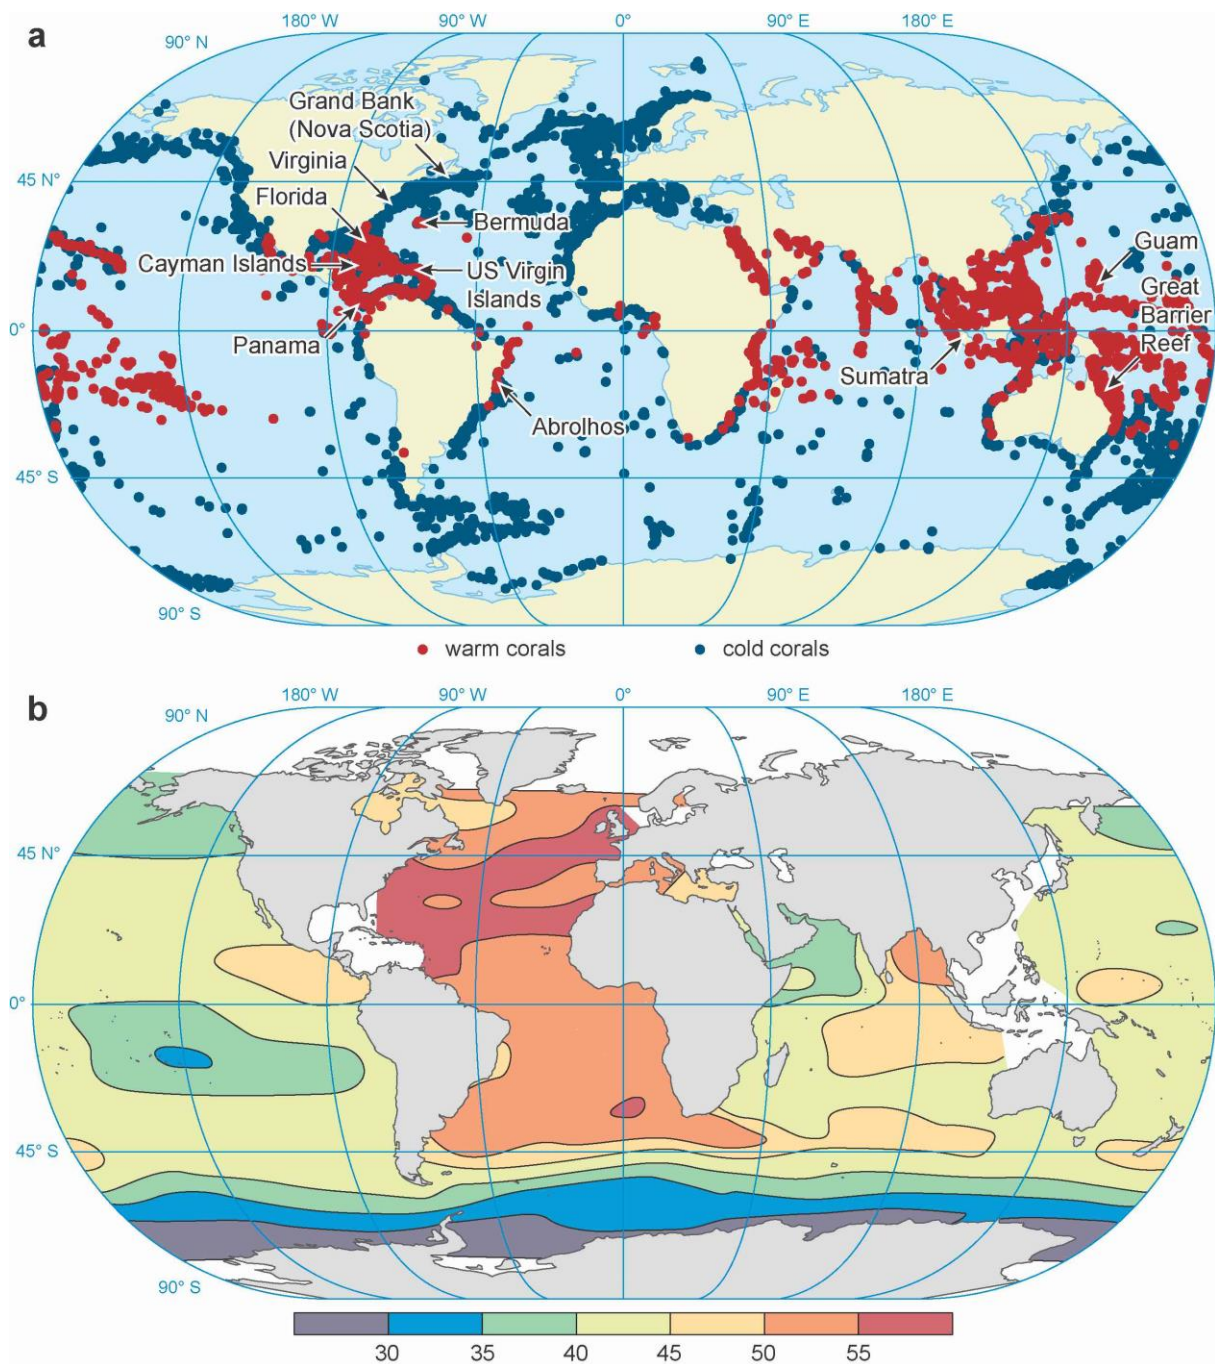 a
180° W 90° W 0° 90° E 180° E
90° N
Grand Bank
(Nova Scotia)
Virginia
45 N°
Florida
Bermuda
Guam
Cayman Islands
US Virgin
Islands
Great
Barrier
Reef
0°
Panama
Sumatra
Abrolhos
45° S
90° S
warm corals cold corals
b
180° W 90° W 0° 90° E 180° E
90° N
45 N°
0°
45° S
90° S
30 35 40 45 50 55